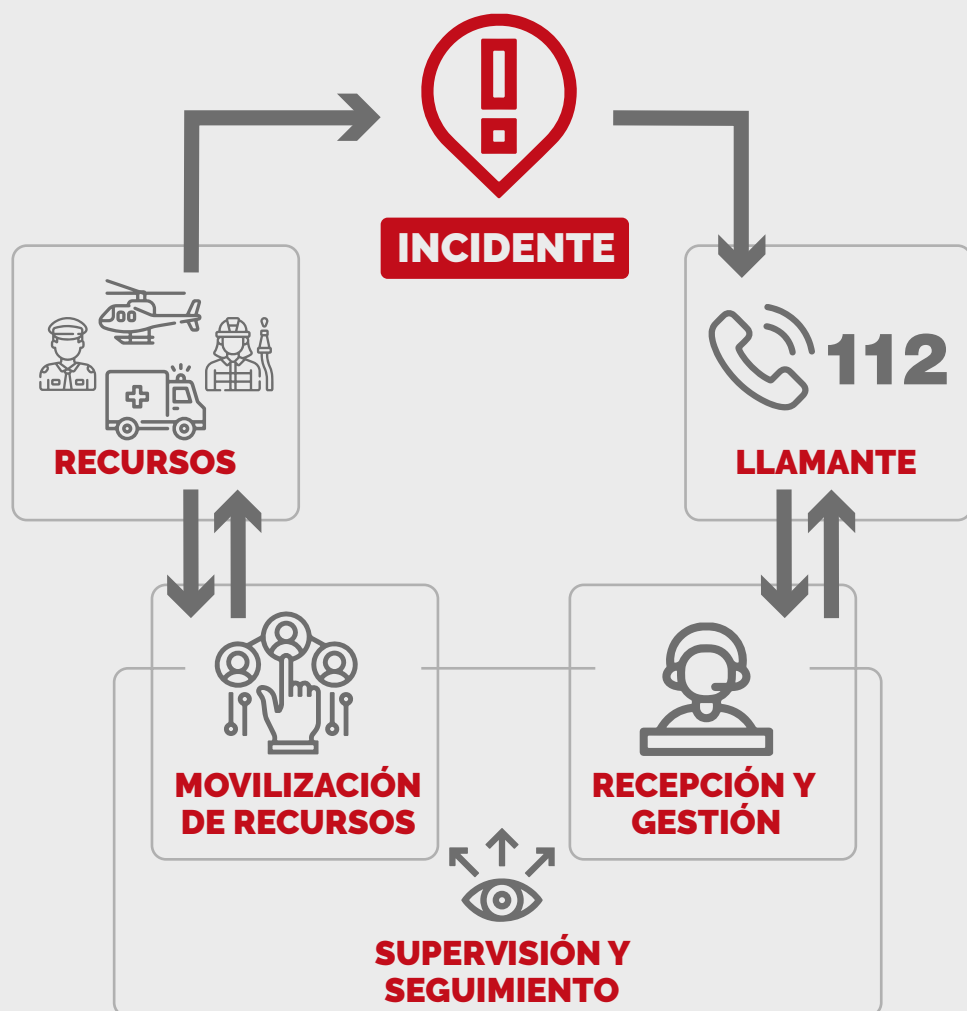 INCIDENTE
112
RECURSOS
LLAMANTE
MOVILIZACIÓN
DE RECURSOS
RECEPCIÓN Y
GESTIÓN
SUPERVISIÓN Y
SEGUIMIENTO